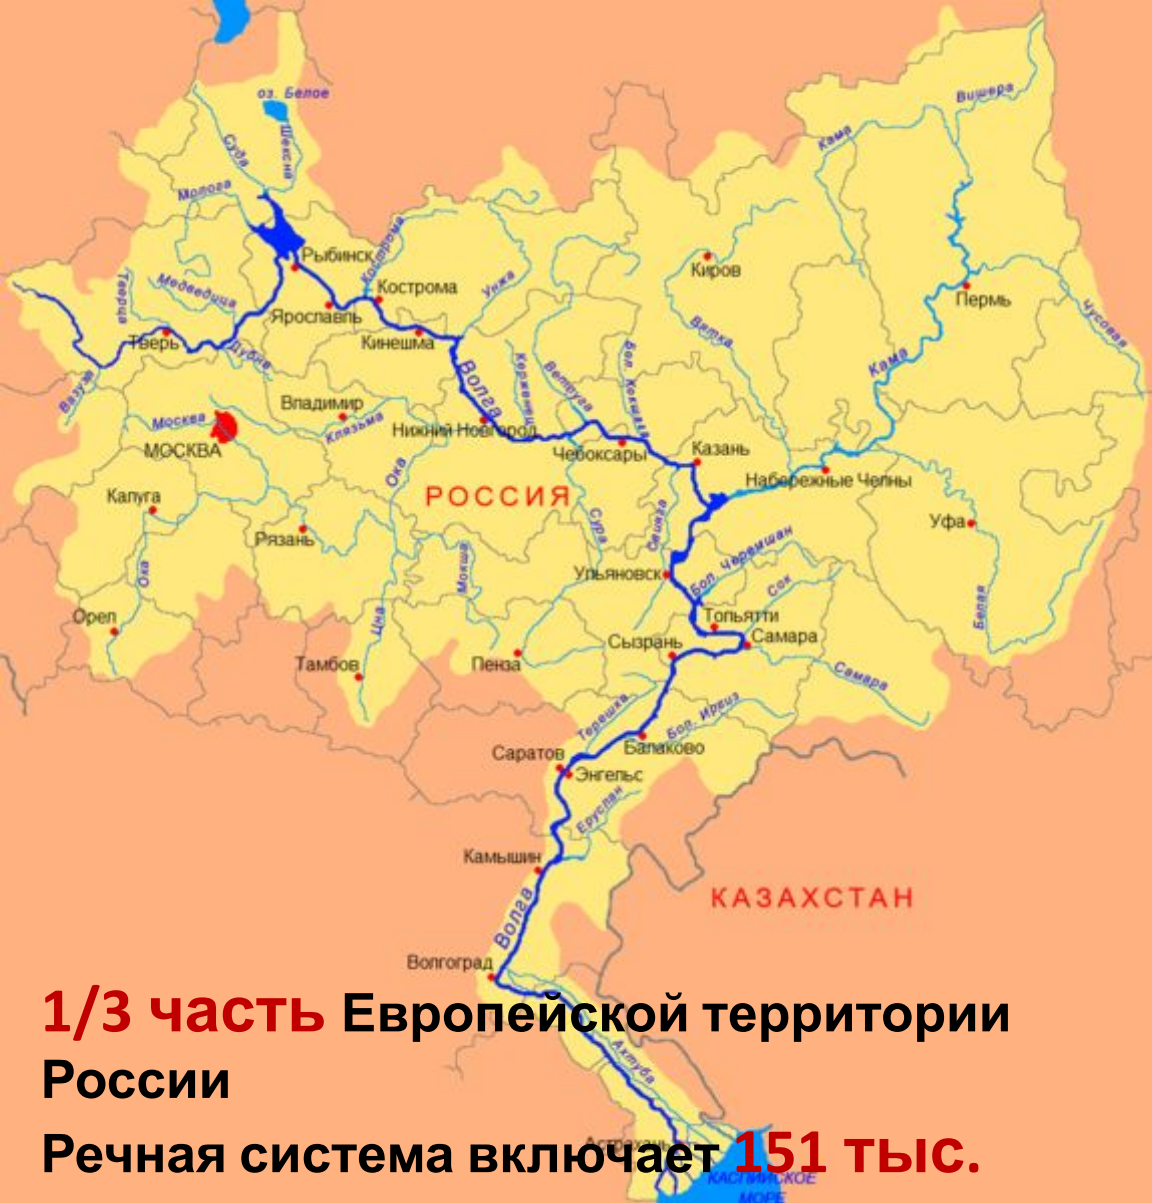 оз. Белое
Вишера
Суда
Шексна
Кама
Молога
Рыбинск
Кострома
Киров
Тверца
Медведица
Кострома
Унжа
Пермь
Ярославль
Чусовая
Тверь
Дубна
Кинешма
Вятка
Кама
Вазуза
Волга
Керженец
Ветлуга
Бол. Кокшага
Владимир
Москва
Клязьма
МОСКВА
Нижний Новгород
Чебоксары
Казань
Ока
Набережные Челны
Калуга
РОССИЯ
Рязань
Сура
Свияга
Уфа
Ока
Мокша
Ульяновск
Бол. Черемшан
Сок
Белая
Орел
Цна
Тольятти
Самара
Сызрань
Тамбов
Пенза
Самара
Терешка
Бол. Иргиз
Балаково
Саратов
Энгельс
Еруслан
Камышин
КАЗАХСТАН
Волга
Волгоград
1/3 часть Европейской территории
России
Ахтуба
Астрахань
Речная система включает 151 тыс.
КАСПИЙСКОЕ
МОРЕ